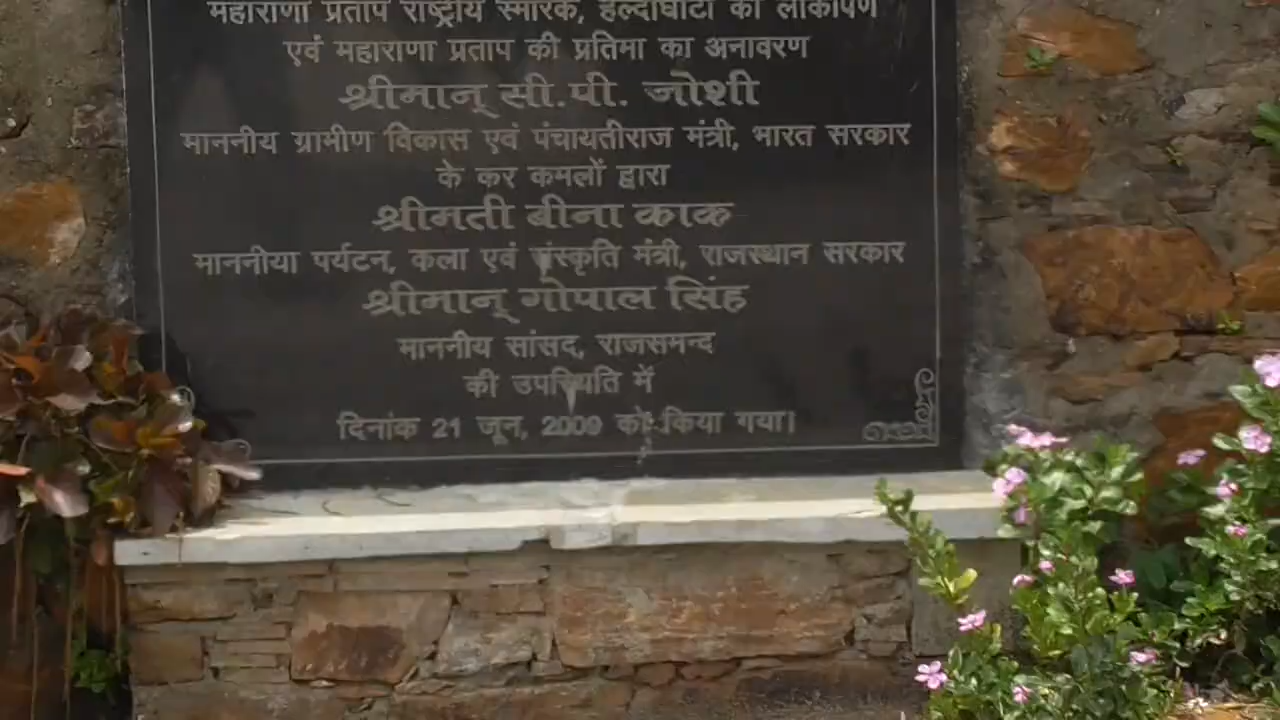 महाराणा प्रताप राष्ट्रीय स्मारक, हल्दीघाटी का लोकार्पण
एवं महाराणा प्रताप की प्रतिमा का अनावरण
श्रीमान् सी.पी. जोशी
माननीय ग्रामीण विकास एवं पंचायतीराज मंत्री, भारत सरकार
के कर कमलों द्वारा
श्रीमती बीना काक
माननीया पर्यटन, कला एवं संस्कृति मंत्री, राजस्थान सरकार
श्रीमान् गोपाल सिंह
माननीय सांसद, राजसमन्द
की उपस्थिति में
दिनांक 21 जून, 2009 को किया गया।